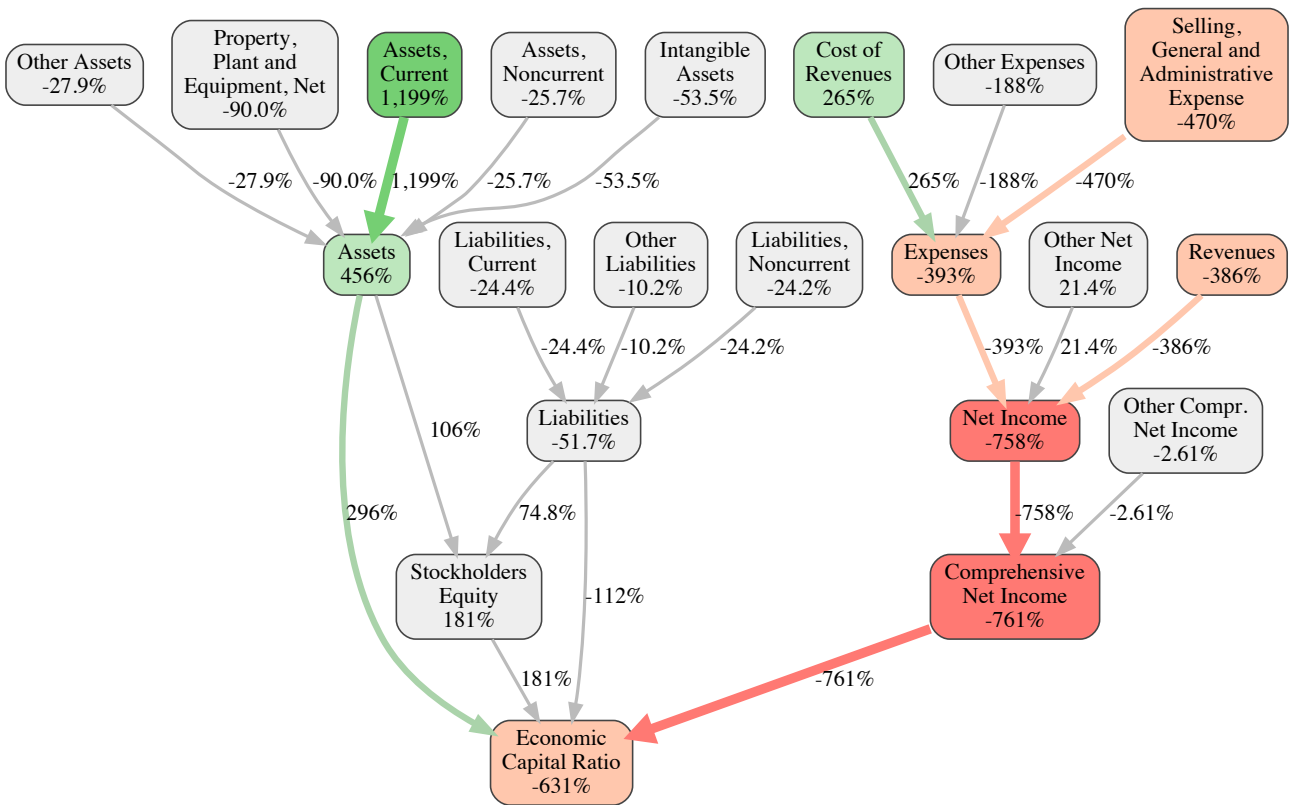 Other Assets
-27.9%
Property,
Plant and
Equipment, Net
-90.0%
Assets,
Current
1,199%
Assets,
Noncurrent
-25.7%
Intangible
Assets
-53.5%
Cost of
Revenues
265%
Other Expenses
-188%
Selling,
General and
Administrative
Expense
-470%
-27.9%
-90.0%
1,199%
-25.7%
-53.5%
265%
-188%
-470%
Assets
456%
Liabilities,
Current
-24.4%
Other
Liabilities
-10.2%
Liabilities,
Noncurrent
-24.2%
Expenses
-393%
Other Net
Income
21.4%
Revenues
-386%
-24.4%
-10.2%
-24.2%
-393%
21.4%
-386%
106%
Liabilities
-51.7%
Net Income
-758%
Other Compr.
Net Income
-2.61%
296%
74.8%
-758%
-2.61%
Stockholders
Equity
181%
-112%
Comprehensive
Net Income
-761%
181%
-761%
Economic
Capital Ratio
-631%